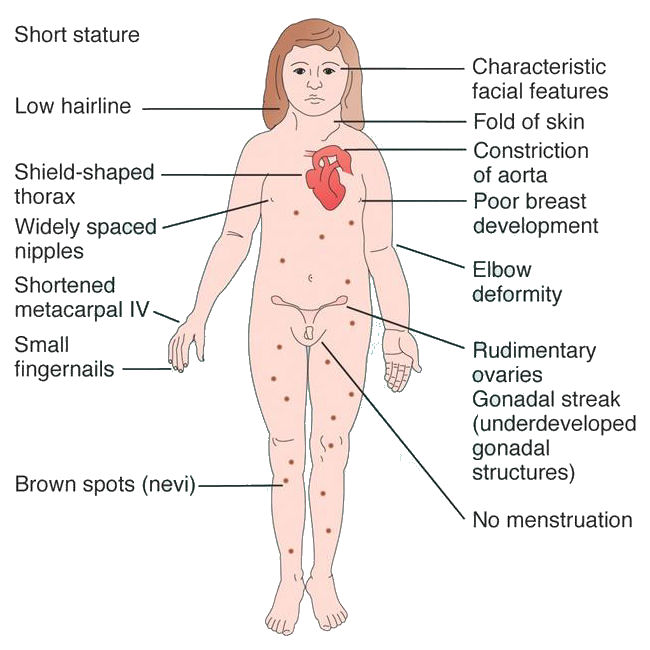 Short stature
Low hairline
Shield-shaped
thorax
Widely spaced
nipples
Shortened
metacarpal IV
Small
fingernails
Brown spots (nevi)
Characteristic
facial features
Fold of skin
Constriction
of aorta
Poor breast
development
Elbow
deformity
Rudimentary
ovaries
Gonadal streak
(underdeveloped
gonadal
structures)
No menstruation